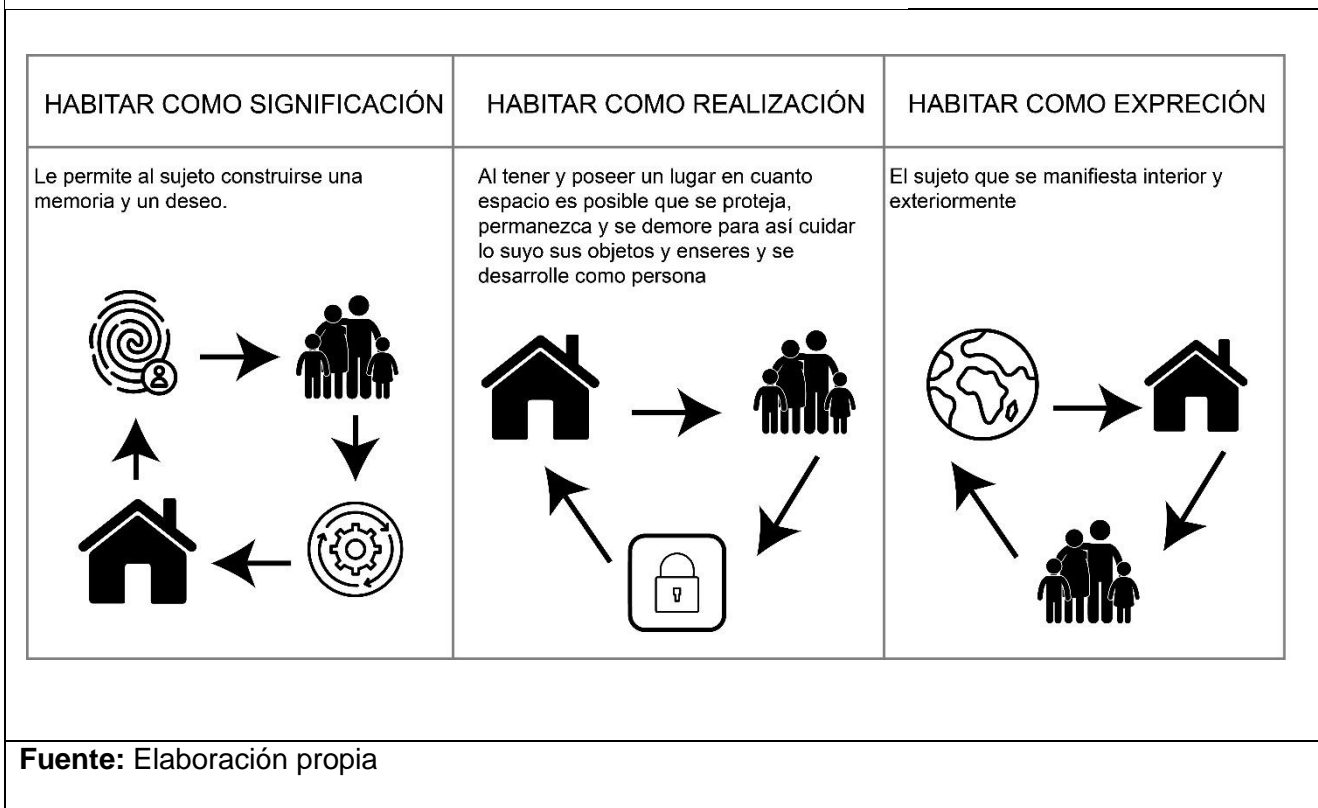 HABITAR COMO SIGNIFICACIÓN
HABITAR COMO REALIZACIÓN
HABITAR COMO EXPRECIÓN
Le permite al sujeto construirse una
memoria y un deseo.
Al tener y poseer un lugar en cuanto
espacio es posible que se proteja,
permanezca y se demore para así cuidar
lo suyo sus objetos y enseres y se
desarrolle como persona
El sujeto que se manifiesta interior y
exteriormente
Fuente: Elaboración propia